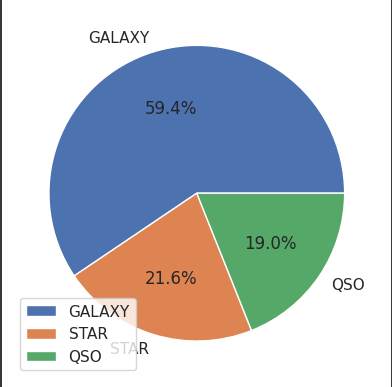 GALAXY
59.4%
19.0%
21.6%
QSO
STAR
GALAXY
STAR
QSO